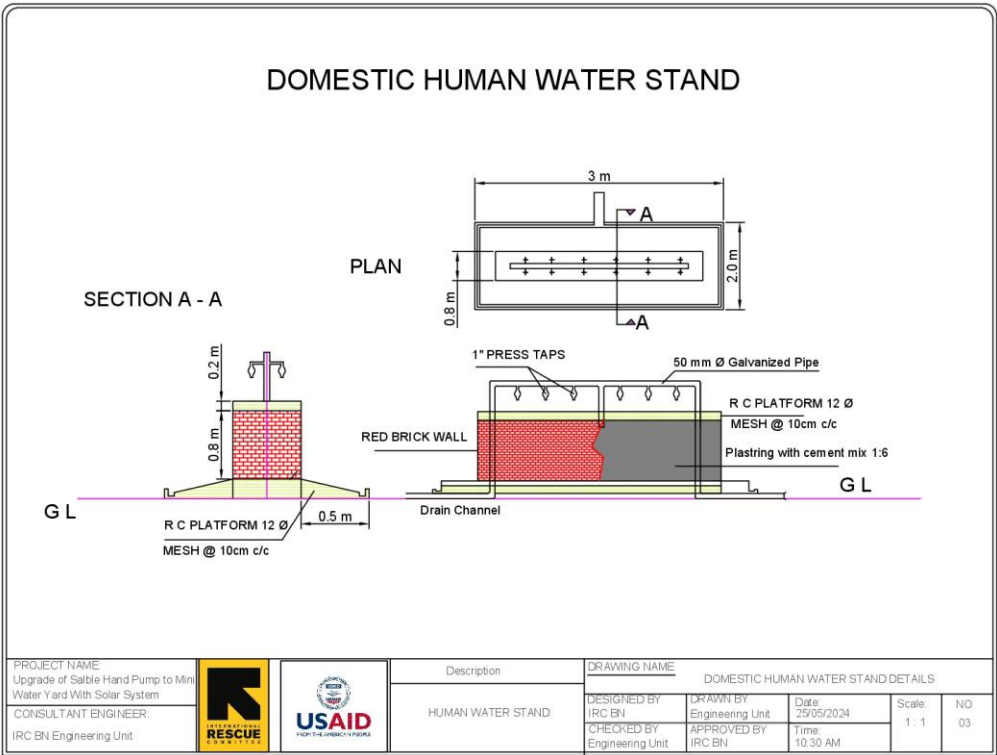 DOMESTIC HUMAN WATER STAND
3 m
A
PLAN
0.8 m
2.0 m
A
SECTION A - A
0.2 m
0.8 m
G L
R C PLATFORM 12 Ø
MESH @ 10cm c/c
0.5 m
1" PRESS TAPS
50 mm Ø Galvanized Pipe
R C PLATFORM 12 Ø
MESH @ 10cm c/c
RED BRICK WALL
Plastring with cement mix 1:6
G L
Drain Channel
PROJECT NAME:
Upgrade of Salble Hand Pump to Mini
Water Yard With Solar System
CONSULTANT ENGINEER:
IRC BN Engineering Unit
INTERNATIONAL
RESCUE
COMMITTEE
USAID
FROM THE AMERICAN PEOPLE
Description
HUMAN WATER STAND
DRAWING NAME
DOMESTIC HUMAN WATER STAND DETAILS
DESIGNED BY
IRC BN
DRAWN BY
Engineering Unit
Date:
25/05/2024
Scale:
1 : 1
NO
03
CHECKED BY
Engineering Unit
APPROVED BY
IRC BN
Time:
10:30 AM